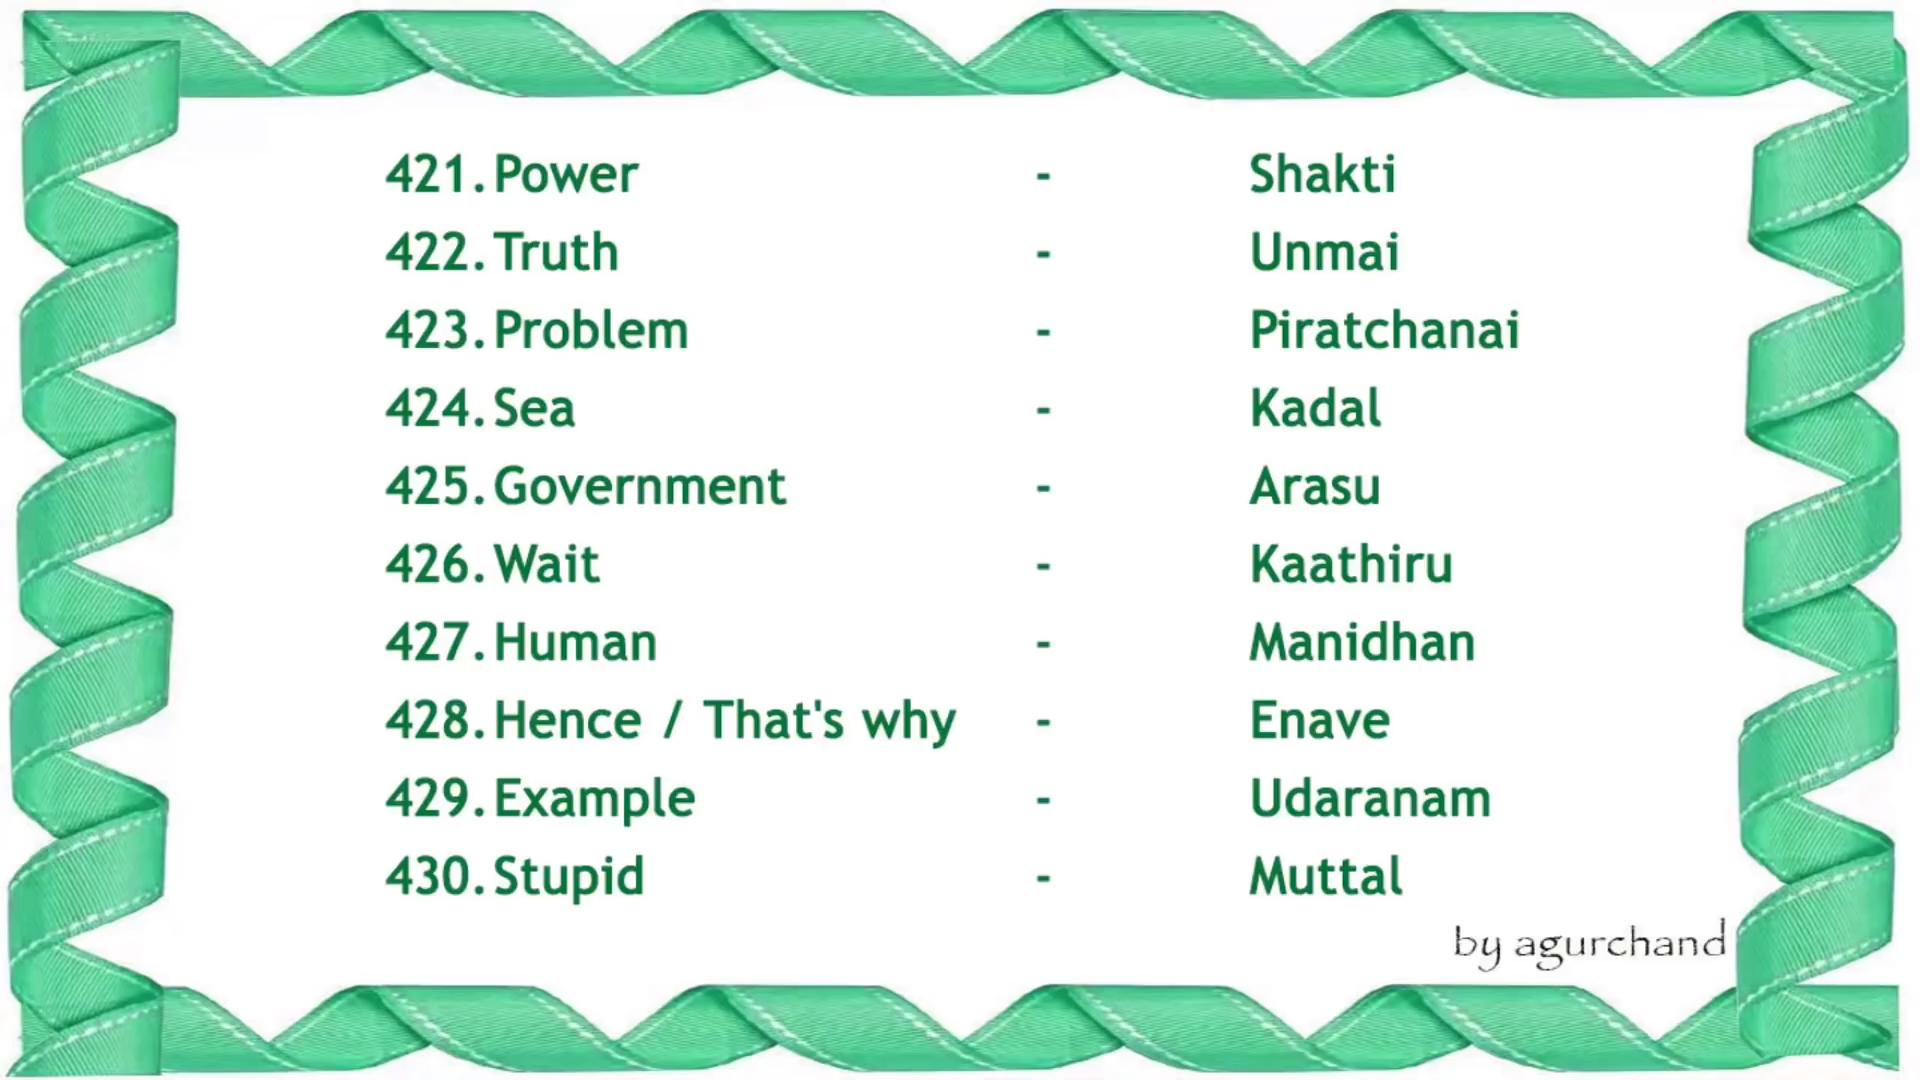 421. Power - Shakti
422. Truth - Unmai
423. Problem - Piratchanai
424. Sea - Kadal
425. Government - Arasu
426. Wait - Kaathiru
427. Human - Manidhan
428. Hence / That's why - Enave
429. Example - Udaranam
430. Stupid - Muttal
by agurchand